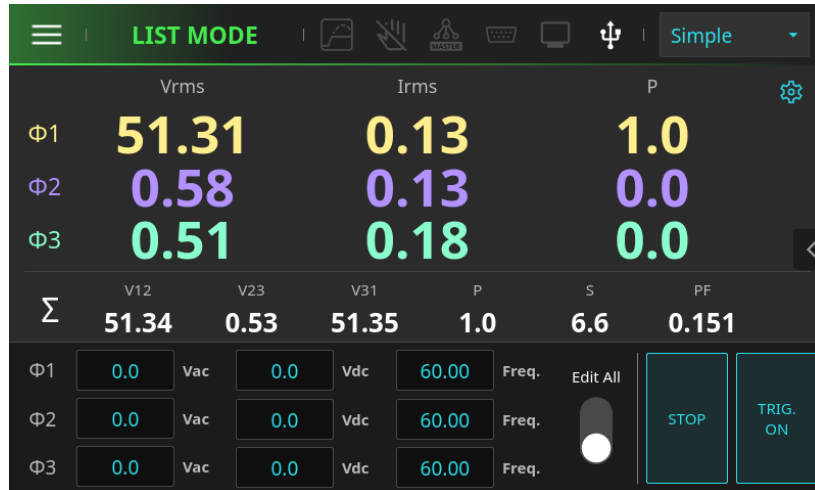 LIST MODE MASTER Simple
Vrms Irms P
Φ1 51.31 0.13 1.0
Φ2 0.58 0.13 0.0
Φ3 0.51 0.18 0.0
V12 V23 V31 P S PF
Σ 51.34 0.53 51.35 1.0 6.6 0.151
Φ1 0.0 Vac 0.0 Vdc 60.00 Freq. Edit All
Φ2 0.0 Vac 0.0 Vdc 60.00 Freq. STOP TRIG. ON
Φ3 0.0 Vac 0.0 Vdc 60.00 Freq.